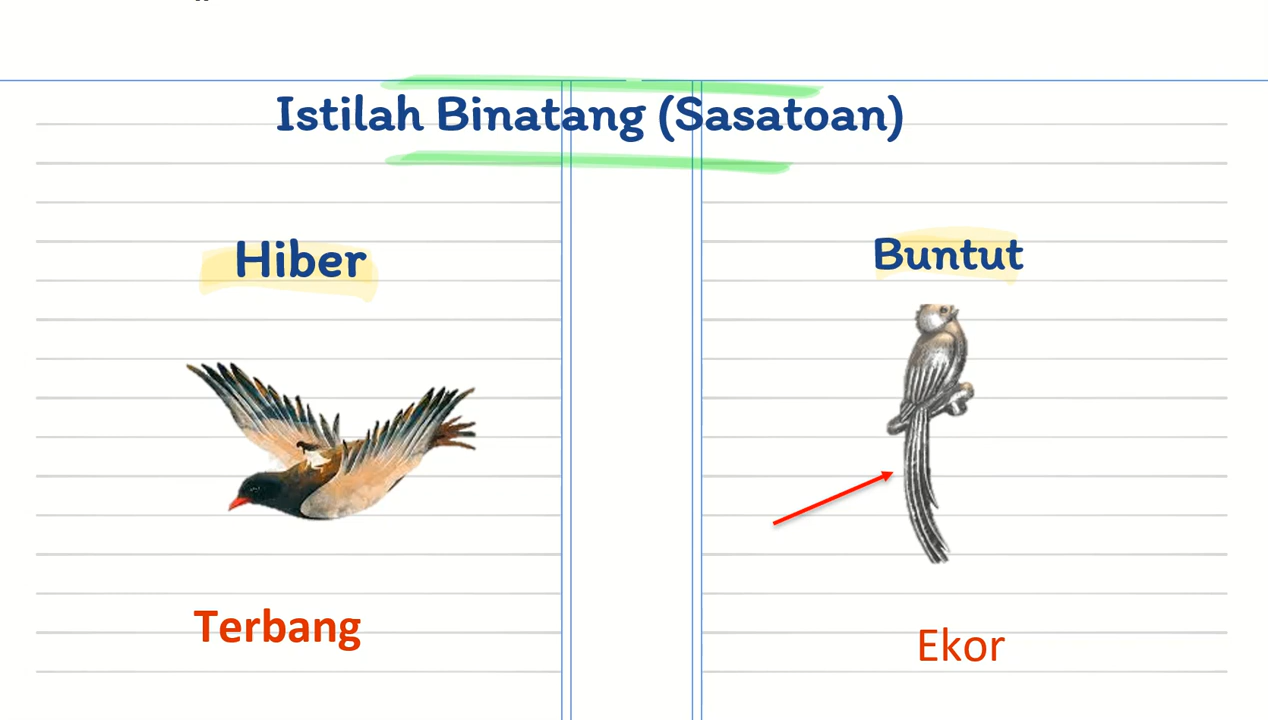 Istilah Binatang (Sasatoan)
Hiber
Buntut
Terbang
Ekor